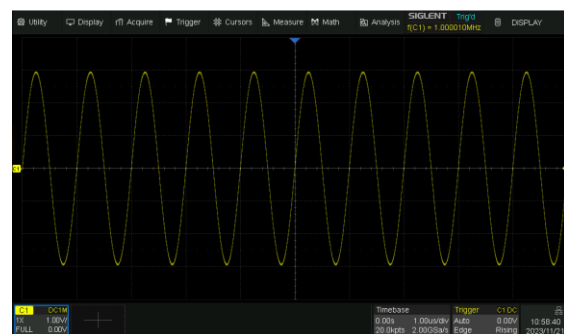 Utility Display Acquire Trigger Cursors Measure Math Analysis SIGLENT Trig'd DISPLAY
f(C1) = 1.000010MHz
C1
C1 DC1M Timebase Trigger C1 DC
1X 1.00V/ 0.00s 1.00us/div Auto 0.00V 10:58:40
FULL 0.00V 20.0kpts 2.00GSa/s Edge Rising 2023/11/21